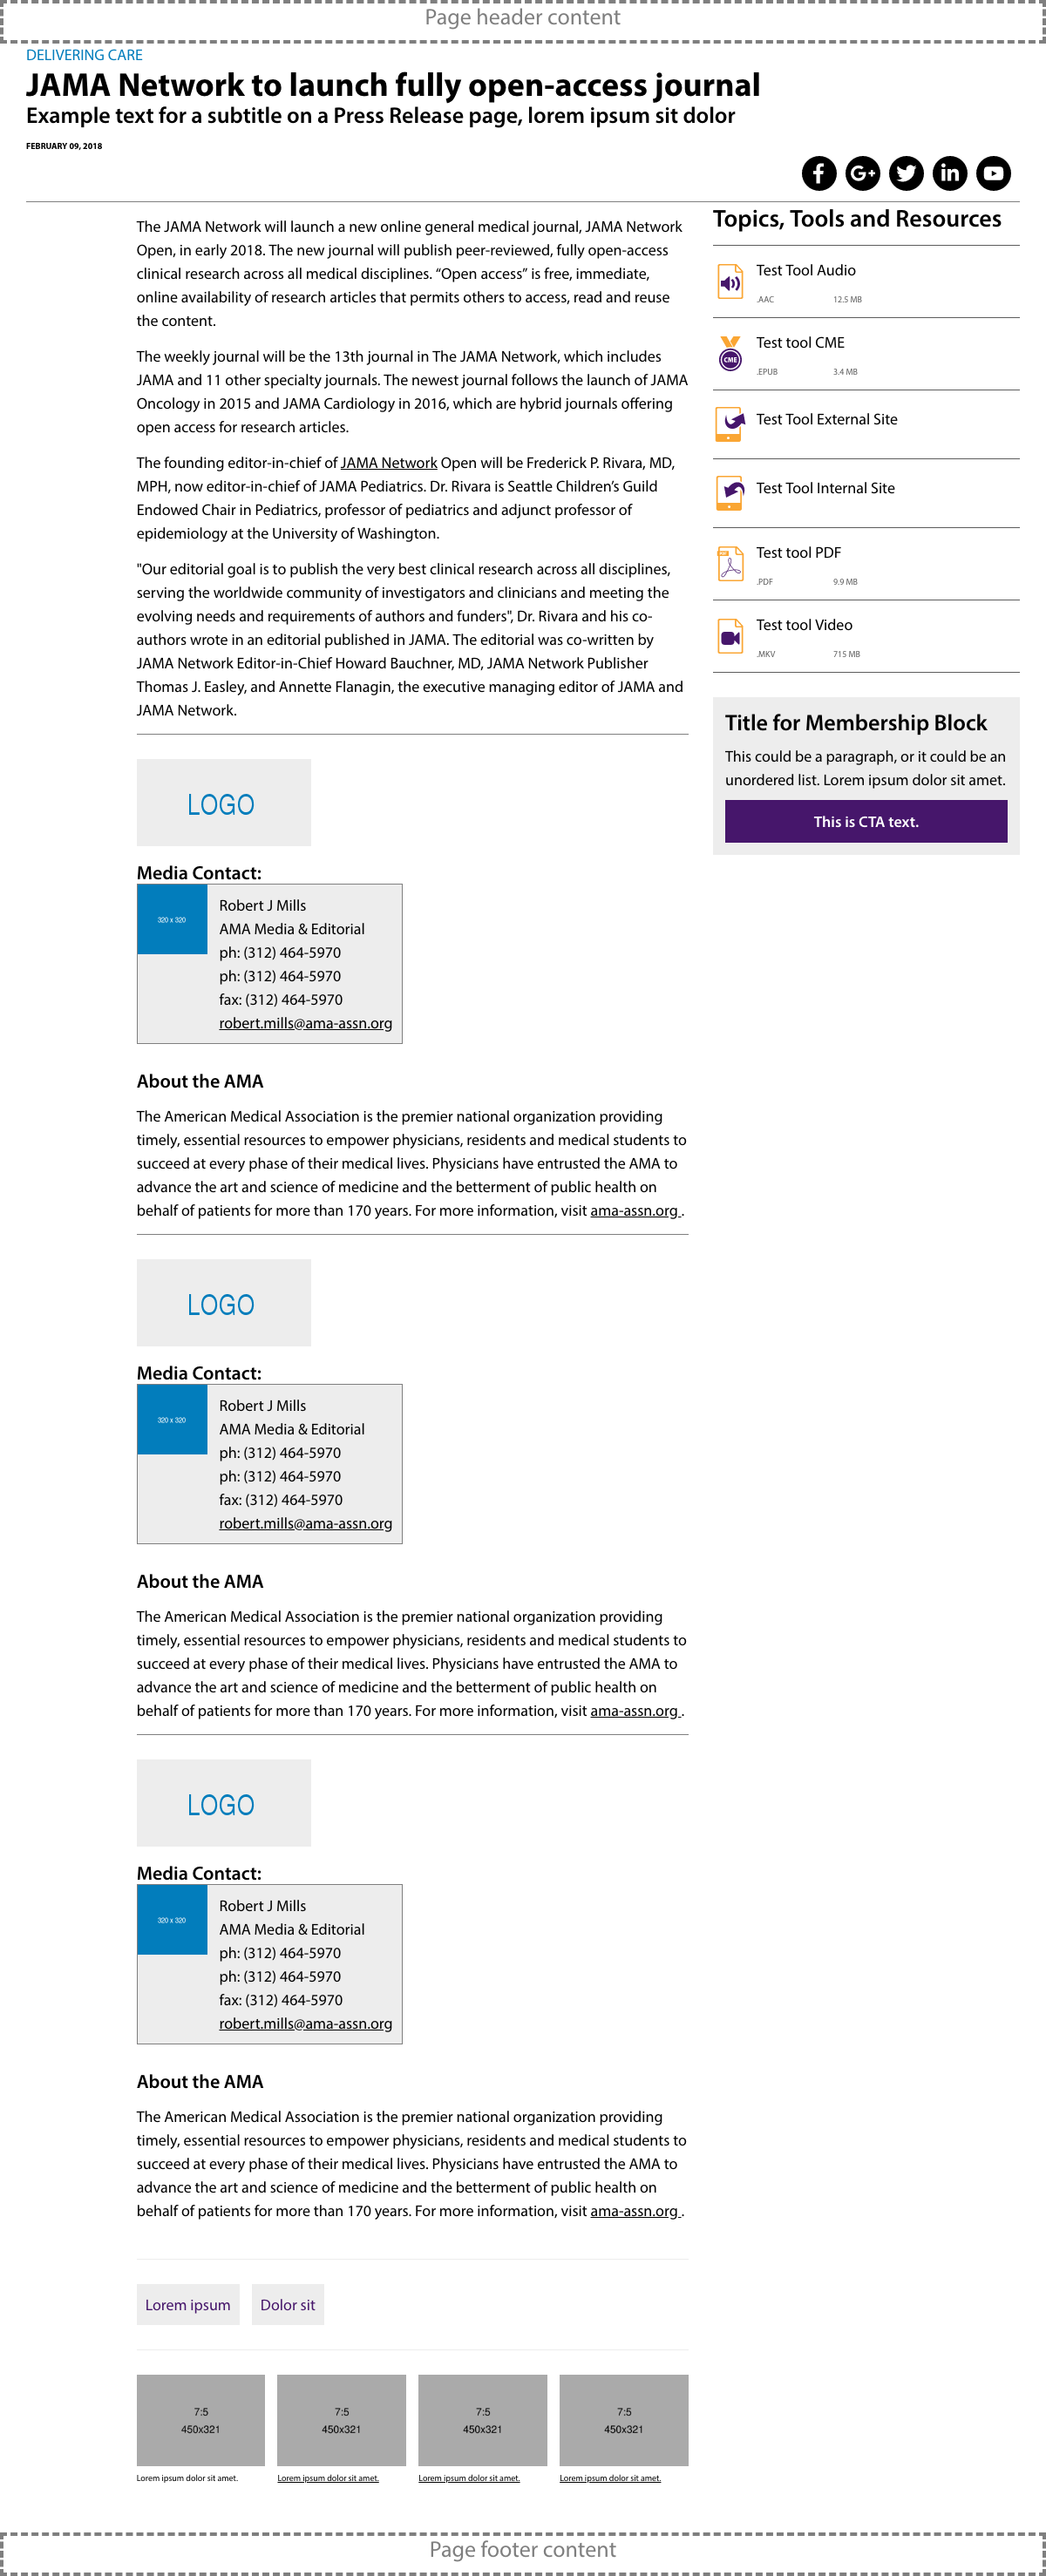 Page header content
DELIVERING CARE
JAMA Network to launch fully open-access journal
Example text for a subtitle on a Press Release page, lorem ipsum sit dolor
FEBRUARY 09, 2018
The JAMA Network will launch a new online general medical journal, JAMA Network
Open, in early 2018. The new journal will publish peer-reviewed, fully open-access
clinical research across all medical disciplines. “Open access” is free, immediate,
online availability of research articles that permits others to access, read and reuse
the content.
The weekly journal will be the 13th journal in The JAMA Network, which includes
JAMA and 11 other specialty journals. The newest journal follows the launch of JAMA
Oncology in 2015 and JAMA Cardiology in 2016, which are hybrid journals offering
open access for research articles.
The founding editor-in-chief of JAMA Network Open will be Frederick P. Rivara, MD,
MPH, now editor-in-chief of JAMA Pediatrics. Dr. Rivara is Seattle Children’s Guild
Endowed Chair in Pediatrics, professor of pediatrics and adjunct professor of
epidemiology at the University of Washington.
"Our editorial goal is to publish the very best clinical research across all disciplines,
serving the worldwide community of investigators and clinicians and meeting the
evolving needs and requirements of authors and funders", Dr. Rivara and his co-
authors wrote in an editorial published in JAMA. The editorial was co-written by
JAMA Network Editor-in-Chief Howard Bauchner, MD, JAMA Network Publisher
Thomas J. Easley, and Annette Flanagin, the executive managing editor of JAMA and
JAMA Network.
LOGO
Media Contact:
320 x 320
Robert J Mills
AMA Media & Editorial
ph: (312) 464-5970
ph: (312) 464-5970
fax: (312) 464-5970
robert.mills@ama-assn.org
About the AMA
The American Medical Association is the premier national organization providing
timely, essential resources to empower physicians, residents and medical students to
succeed at every phase of their medical lives. Physicians have entrusted the AMA to
advance the art and science of medicine and the betterment of public health on
behalf of patients for more than 170 years. For more information, visit ama-assn.org .
LOGO
Media Contact:
320 x 320
Robert J Mills
AMA Media & Editorial
ph: (312) 464-5970
ph: (312) 464-5970
fax: (312) 464-5970
robert.mills@ama-assn.org
About the AMA
The American Medical Association is the premier national organization providing
timely, essential resources to empower physicians, residents and medical students to
succeed at every phase of their medical lives. Physicians have entrusted the AMA to
advance the art and science of medicine and the betterment of public health on
behalf of patients for more than 170 years. For more information, visit ama-assn.org .
LOGO
Media Contact:
320 x 320
Robert J Mills
AMA Media & Editorial
ph: (312) 464-5970
ph: (312) 464-5970
fax: (312) 464-5970
robert.mills@ama-assn.org
About the AMA
The American Medical Association is the premier national organization providing
timely, essential resources to empower physicians, residents and medical students to
succeed at every phase of their medical lives. Physicians have entrusted the AMA to
advance the art and science of medicine and the betterment of public health on
behalf of patients for more than 170 years. For more information, visit ama-assn.org .
Lorem ipsum Dolor sit
7:5 7:5 7:5 7:5
450x321 450x321 450x321 450x321
Lorem ipsum dolor sit amet. Lorem ipsum dolor sit amet. Lorem ipsum dolor sit amet. Lorem ipsum dolor sit amet.
Topics, Tools and Resources
Test Tool Audio
.AAC 12.5 MB
CME
Test tool CME
.EPUB 3.4 MB
Test Tool External Site
Test Tool Internal Site
Test tool PDF
.PDF 9.9 MB
Test tool Video
.MKV 715 MB
Title for Membership Block
This could be a paragraph, or it could be an
unordered list. Lorem ipsum dolor sit amet.
This is CTA text.
Page footer content